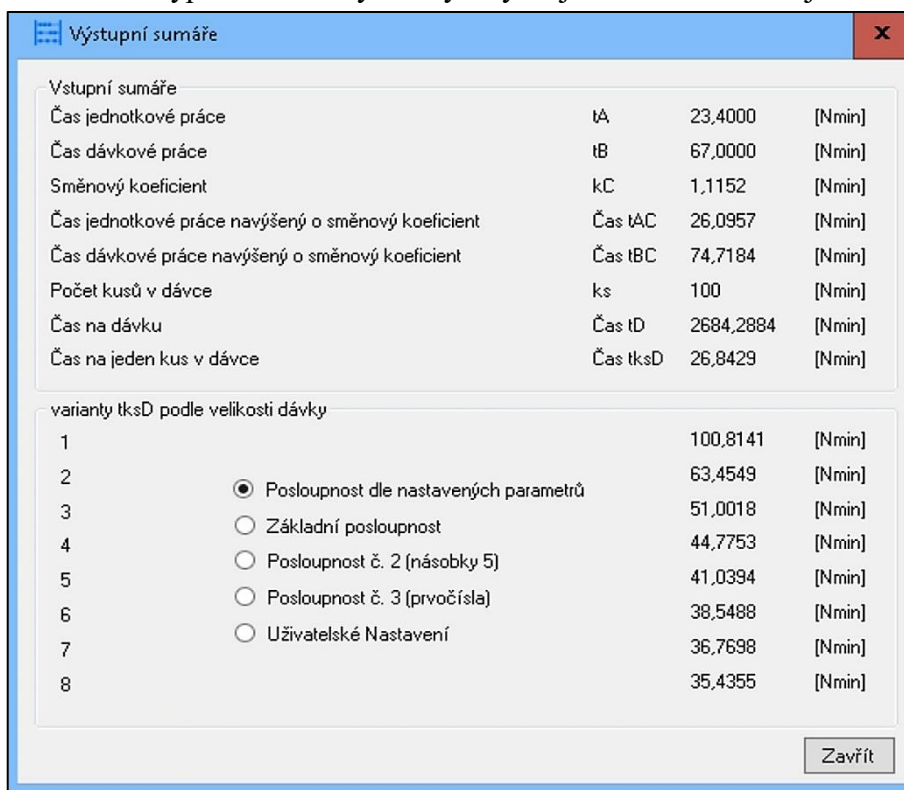 Výstupní sumáře
Vstupní sumáře
Čas jednotkové práce tA 23,4000 [Nmin]
Čas dávkové práce tB 67,0000 [Nmin]
Směnový koeficient kC 1,1152 [Nmin]
Čas jednotkové práce navýšený o směnový koeficient Čas tAC 26,0957 [Nmin]
Čas dávkové práce navýšený o směnový koeficient Čas tBC 74,7184 [Nmin]
Počet kusů v dávce ks 100 [Nmin]
Čas na dávku Čas tD 2684,2884 [Nmin]
Čas na jeden kus v dávce Čas tksD 26,8429 [Nmin]
varianty tksD podle velikosti dávky
1 100,8141 [Nmin]
2 63,4549 [Nmin]
Posloupnost dle nastavených parametrů
3 51,0018 [Nmin]
Základní posloupnost
4 44,7753 [Nmin]
Posloupnost č. 2 (násobky 5)
5 41,0394 [Nmin]
Posloupnost č. 3 (prvočísla)
6 38,5488 [Nmin]
Uživatelské Nastavení
7 36,7698 [Nmin]
8 35,4355 [Nmin]
Zavřít